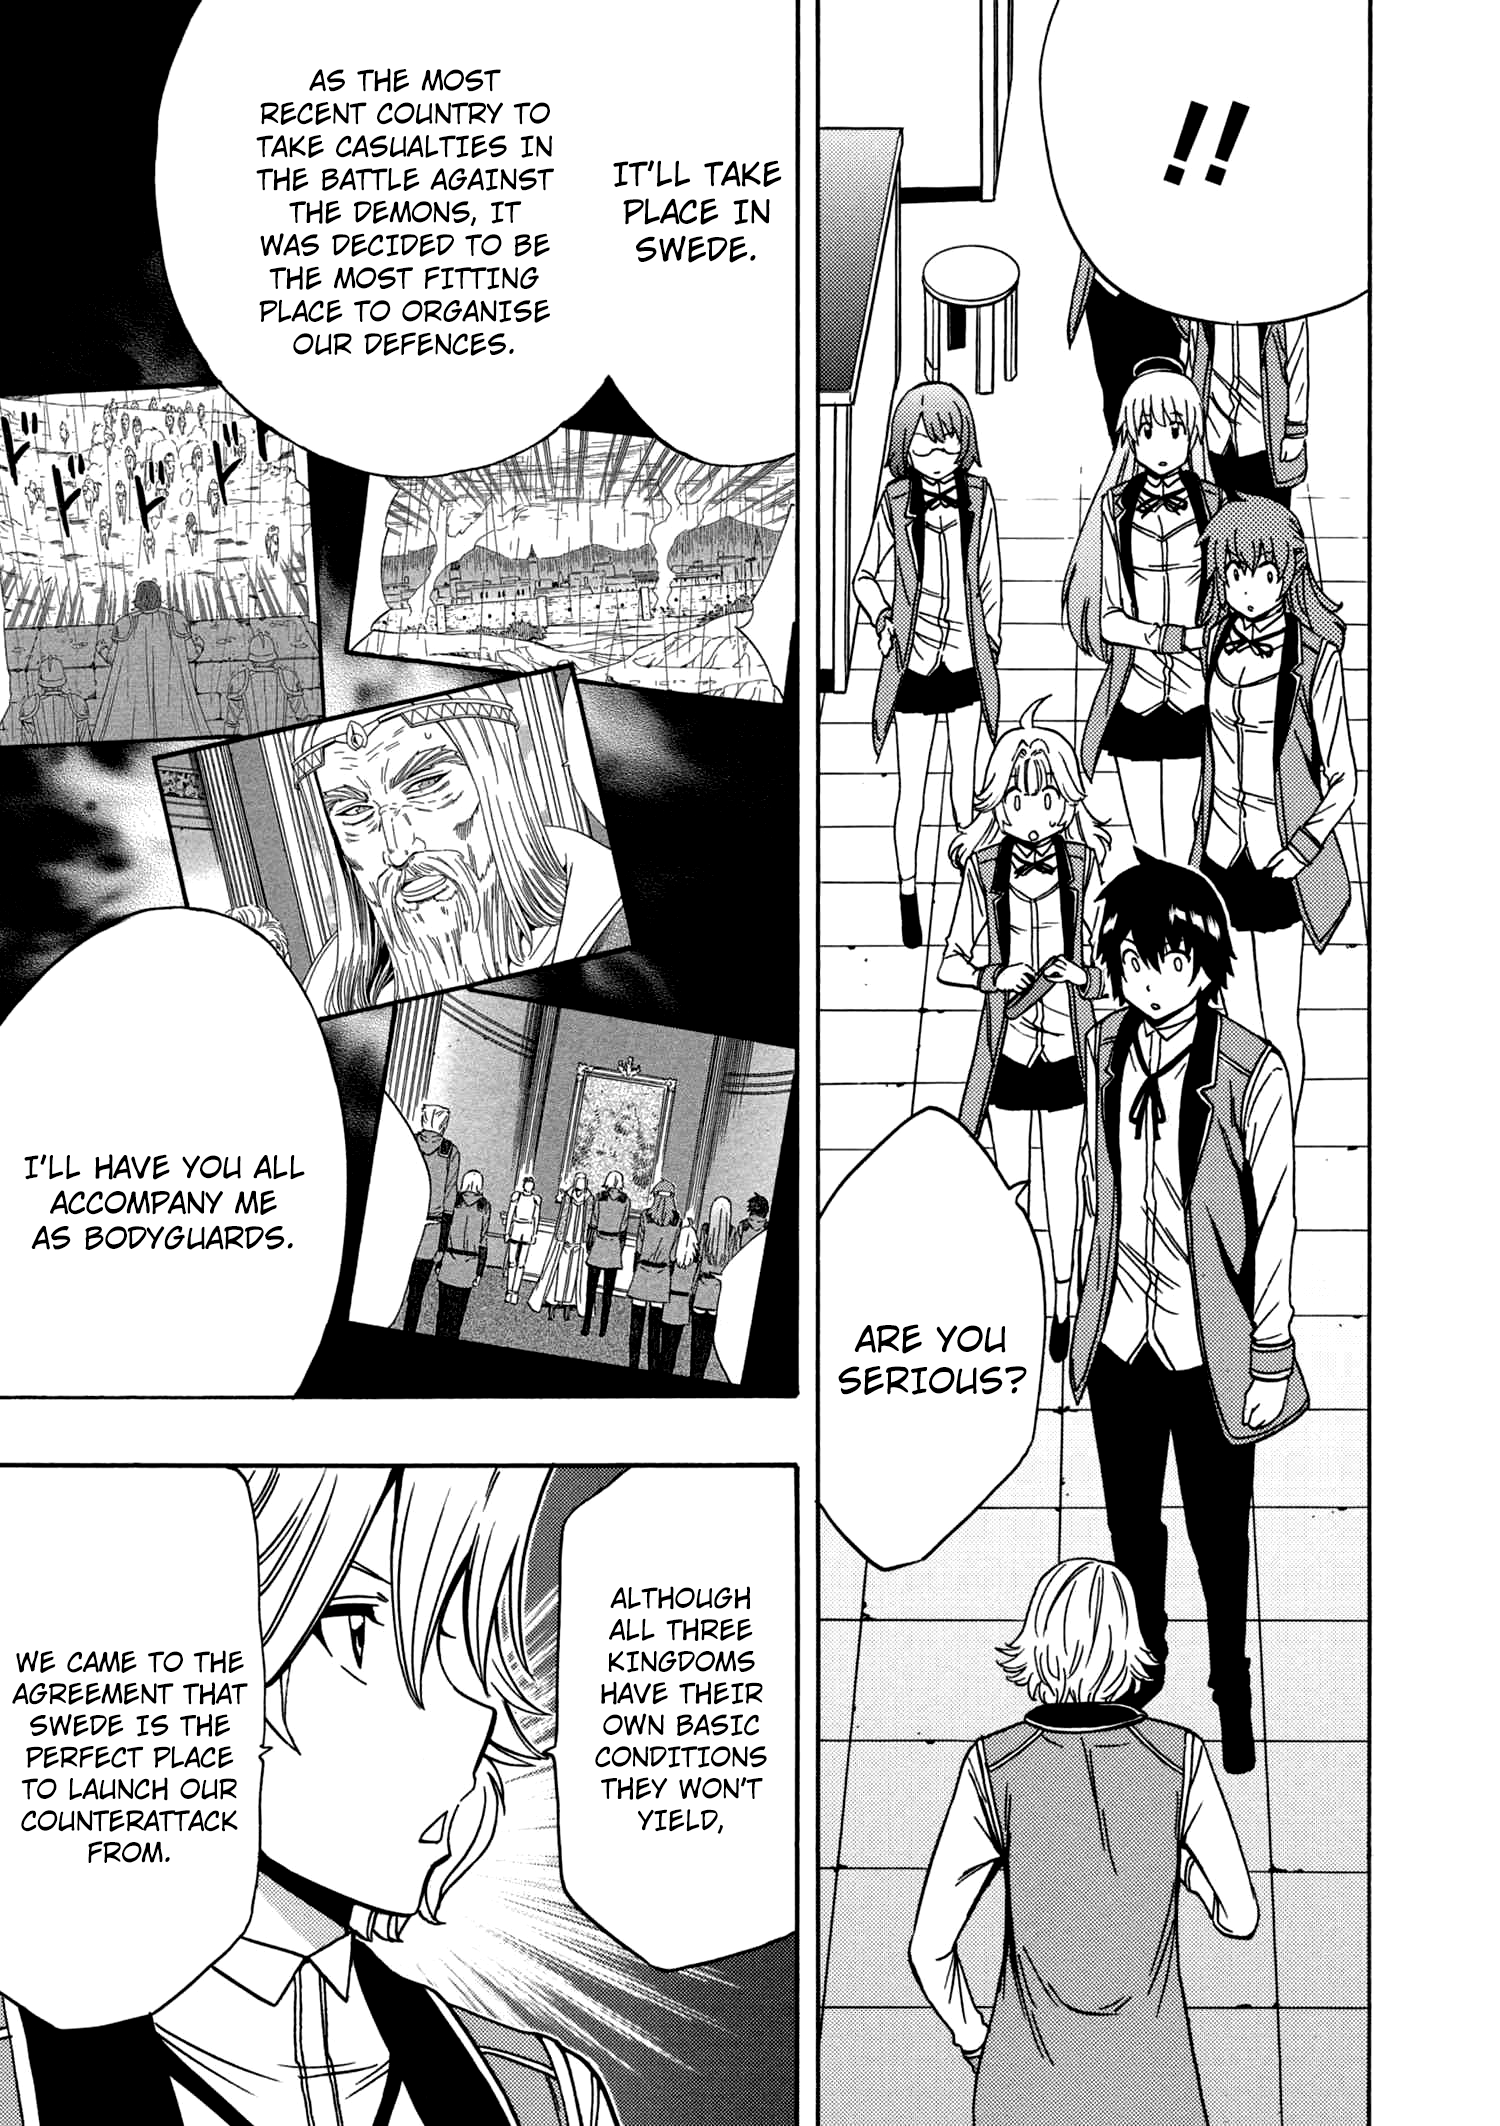 !!
ARE YOU
SERIOUS?
IT'LL TAKE
PLACE IN
SWEDE.
AS THE MOST
RECENT COUNTRY TO
TAKE CASUALTIES IN
THE BATTLE AGAINST
THE DEMONS, IT
WAS DECIDED TO BE
THE MOST FITTING
PLACE TO ORGANISE
OUR DEFENCES.
ドドドド
I'LL HAVE YOU ALL
ACCOMPANY ME
AS BODYGUARDS.
ALTHOUGH
ALL THREE
KINGDOMS
HAVE THEIR
OWN BASIC
CONDITIONS
THEY WON'T
YIELD,
WE CAME TO THE
AGREEMENT THAT
SWEDE IS THE
PERFECT PLACE
TO LAUNCH OUR
COUNTERATTACK
FROM.